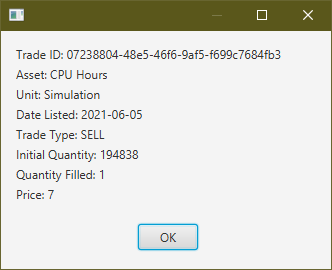 Trade ID: 07238804-48e5-46f6-9af5-f699c7684fb3
Asset: CPU Hours
Unit: Simulation
Date Listed: 2021-06-05
Trade Type: SELL
Initial Quantity: 194838
Quantity Filled: 1
Price: 7
OK